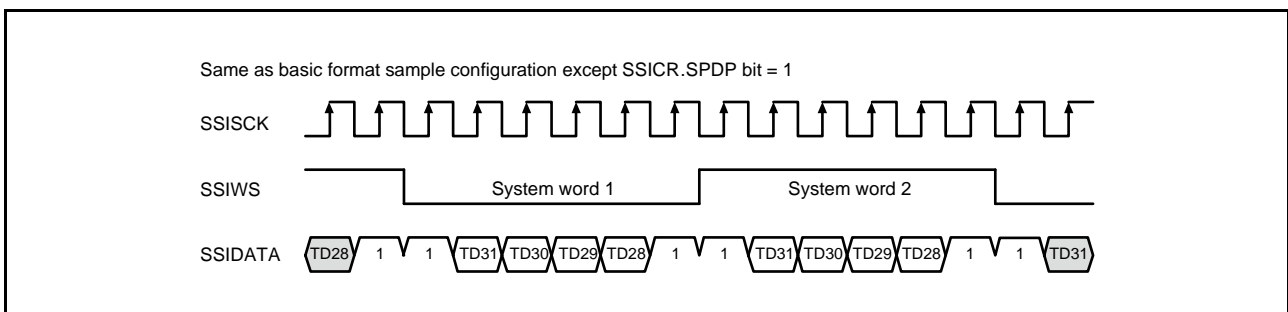 Same as basic format sample configuration except SSICR.SPDP bit = 1
SSISCK
SSIWS System word 1 System word 2
SSIDATA TD28 1 1 TD31 TD30 TD29 TD28 1 1 TD31 TD30 TD29 TD28 1 1 TD31